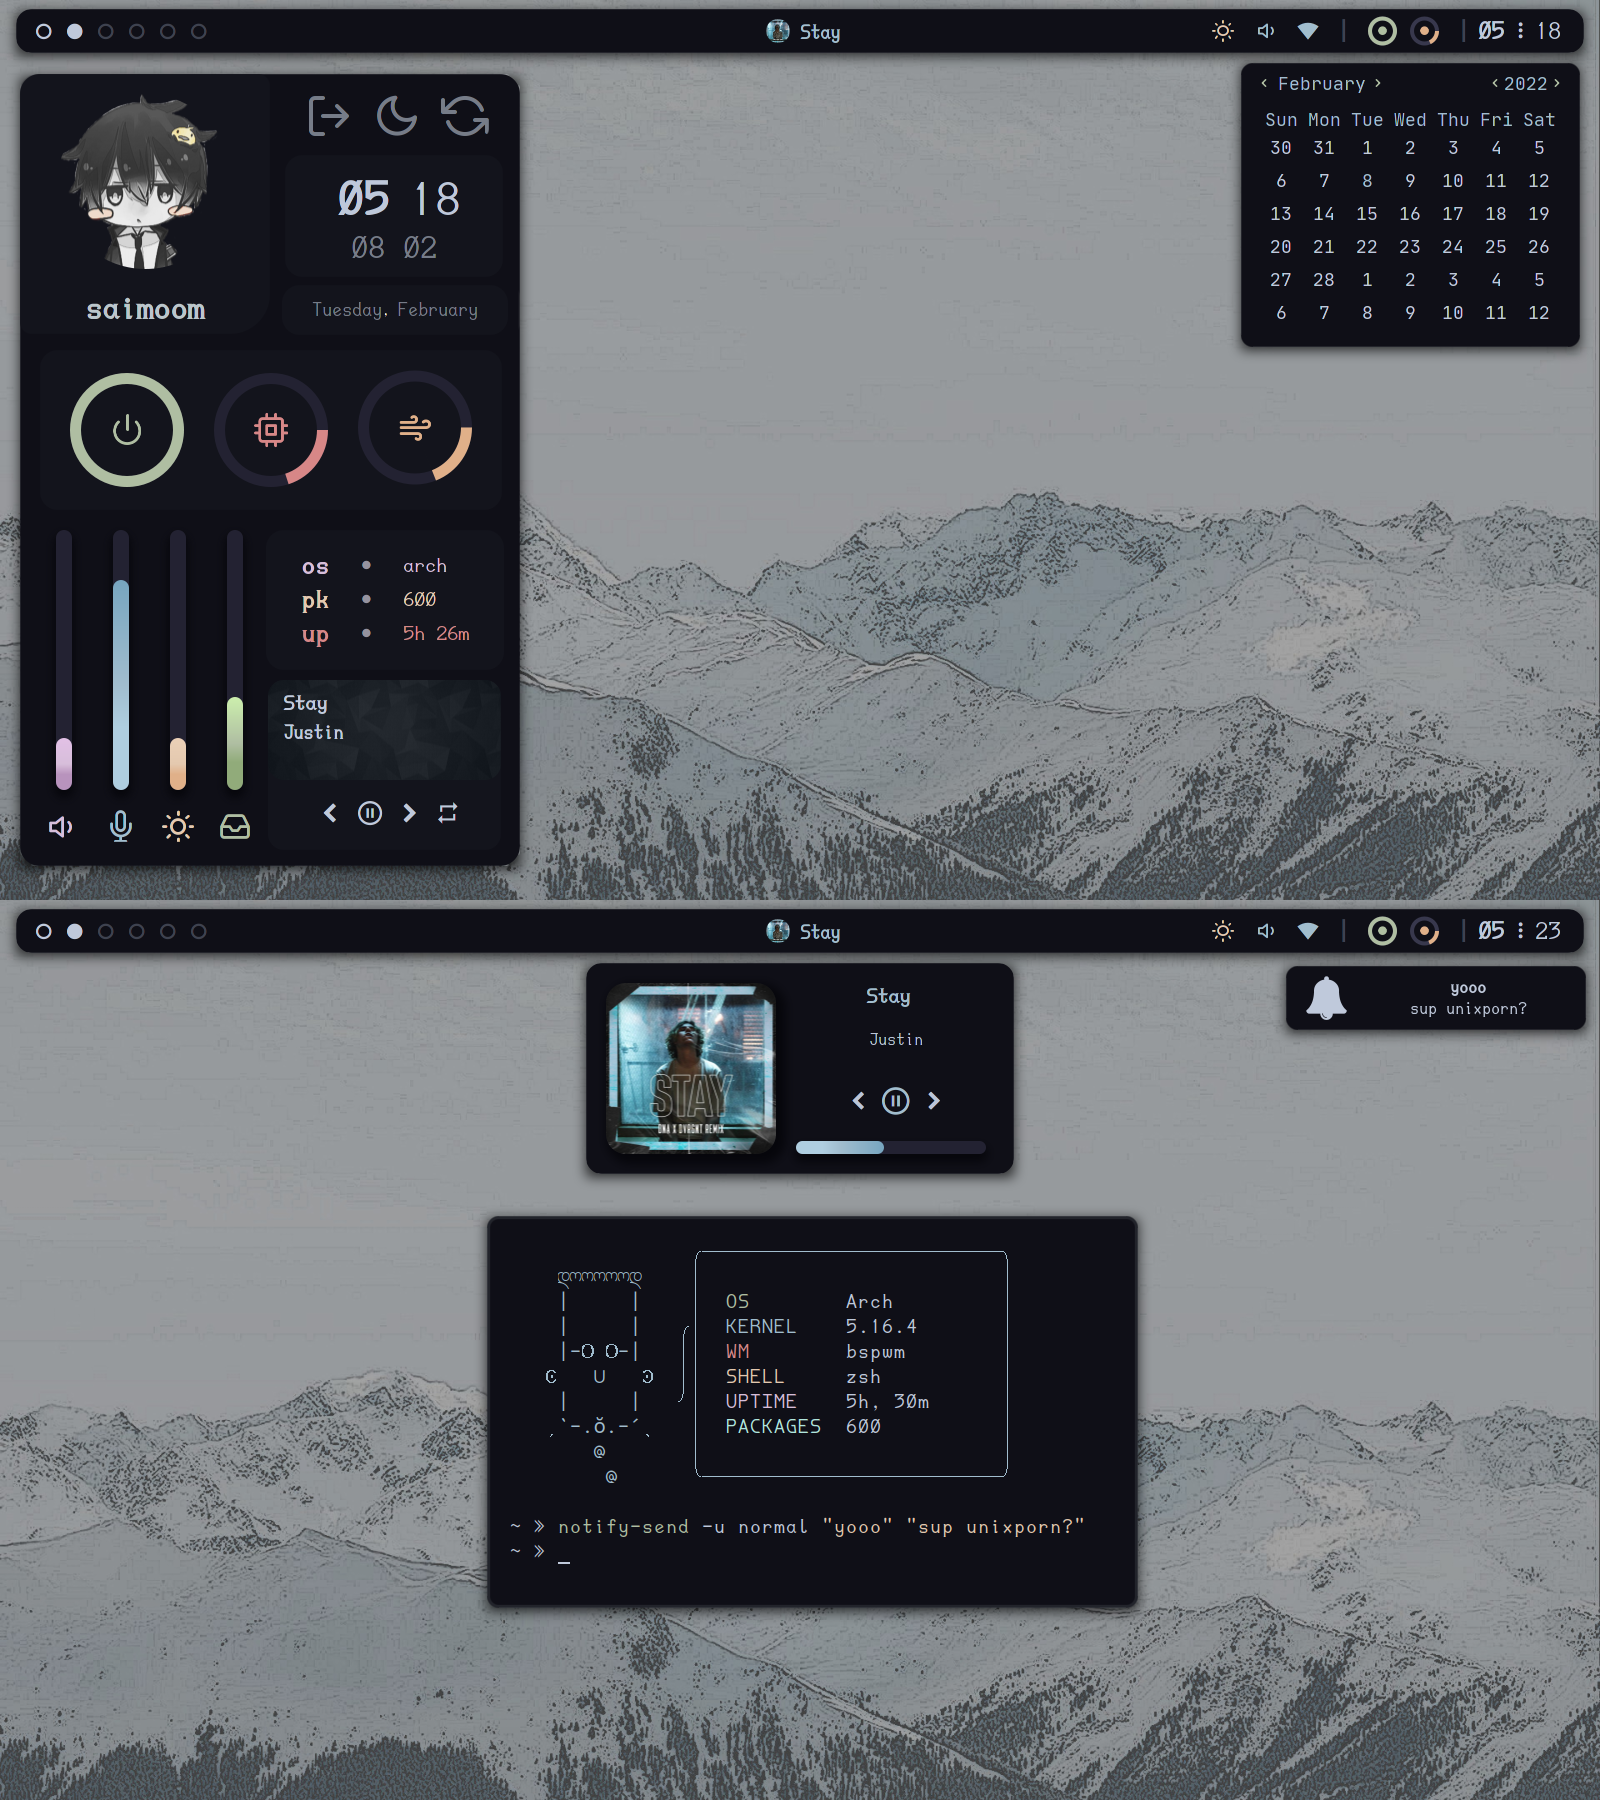 Stay
05 : 18
saimoom
05 18
08 02
Tuesday, February
os • arch
pk • 600
up • 5h 26m
Stay
Justin
‹ February › ‹ 2022 ›
Sun Mon Tue Wed Thu Fri Sat
30 31 1 2 3 4 5
6 7 8 9 10 11 12
13 14 15 16 17 18 19
20 21 22 23 24 25 26
27 28 1 2 3 4 5
6 7 8 9 10 11 12
Stay
05 : 23
STAY
DNA X DVRGNT REMIX
Stay
Justin
yooo
sup unixporn?
OS Arch
KERNEL 5.16.4
WM bspwm
SHELL zsh
UPTIME 5h, 30m
PACKAGES 600
~ » notify-send -u normal "yooo" "sup unixporn?"
~ » _